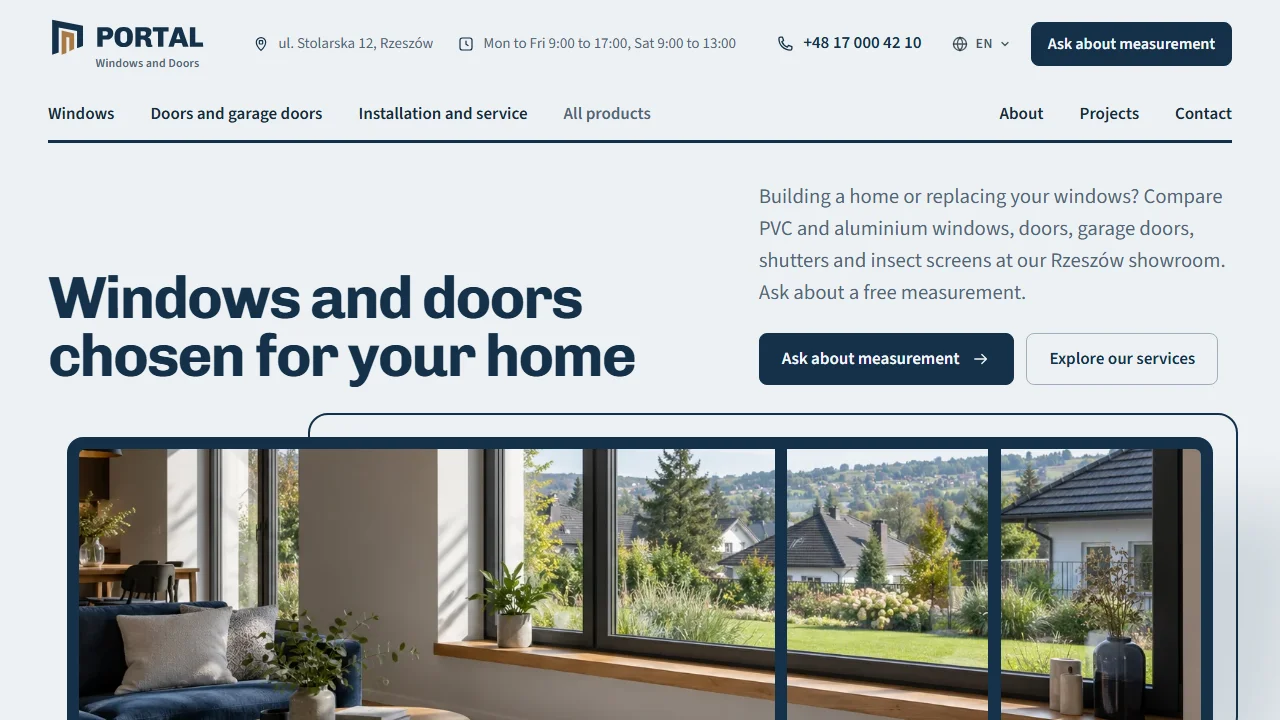 PORTAL
Windows and Doors
ul. Stolarska 12, Rzeszów
Mon to Fri 9:00 to 17:00, Sat 9:00 to 13:00
+48 17 000 42 10
EN
Ask about measurement
Windows
Doors and garage doors
Installation and service
All products
About
Projects
Contact
Windows and doors
chosen for your home
Building a home or replacing your windows? Compare
PVC and aluminium windows, doors, garage doors,
shutters and insect screens at our Rzeszów showroom.
Ask about a free measurement.
Ask about measurement
Explore our services